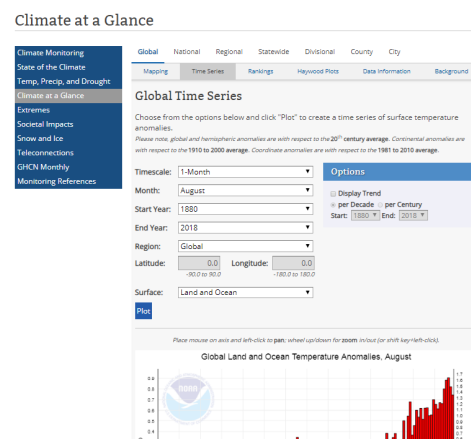 Climate at a Glance
Climate Monitoring
State of the Climate
Temp, Precip, and Drought
Climate at a Glance
Extremes
Societal Impacts
Snow and Ice
Teleconnections
GHCN Monthly
Monitoring References
Global National Regional Statewide Divisional County City
Mapping Time Series Rankings Haywood Plots Data Information Background
Global Time Series
Choose from the options below and click "Plot" to create a time series of surface temperature
anomalies.
Please note, global and hemispheric anomalies are with respect to the 20th century average. Continental anomalies are
with respect to the 1910 to 2000 average. Coordinate anomalies are with respect to the 1981 to 2010 average.
Timescale: 1-Month
Month: August
Start Year: 1880
End Year: 2018
Region: Global
Latitude: 0.0 Longitude: 0.0
-90.0 to 90.0 -180.0 to 180.0
Surface: Land and Ocean
Plot
Options
Display Trend
per Decade per Century
Start: 1880 End: 2018
Place mouse on axis and left-click to pan; wheel up/down for zoom in/out (or shift key+left-click).
Global Land and Ocean Temperature Anomalies, August